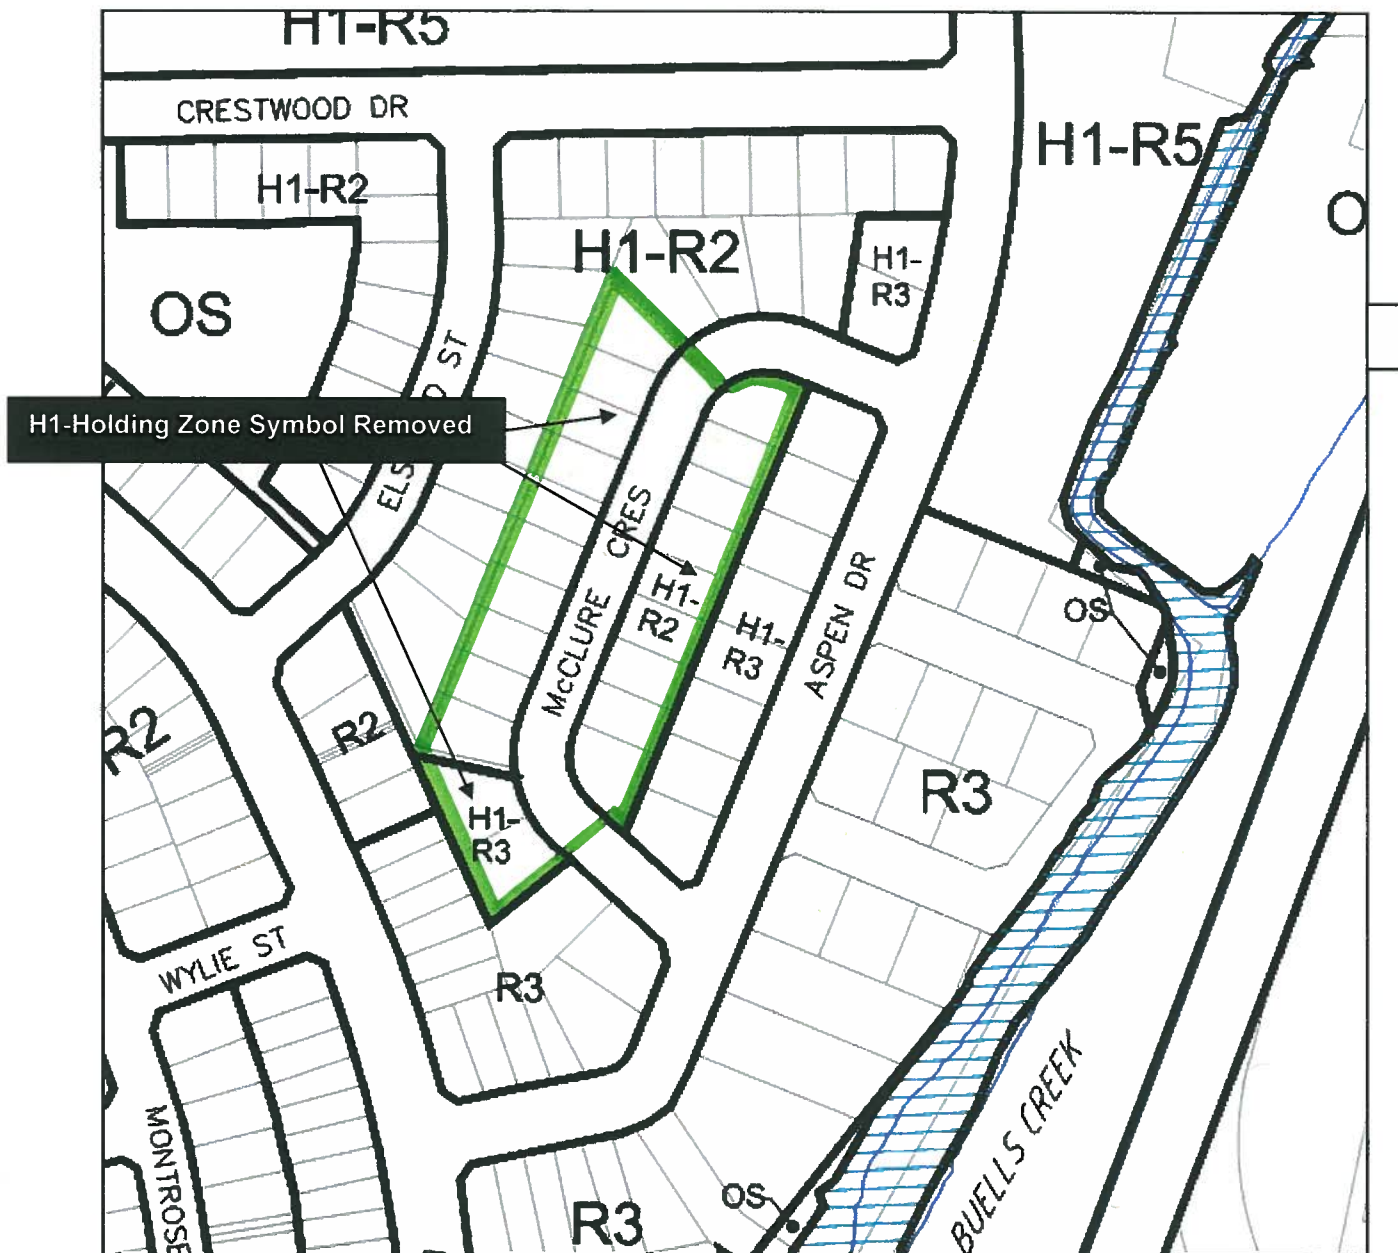 H1-R5
CRESTWOOD DR
H1-R5
H1-R2
O
H1-R2
H1-
R3
OS
ST
H1-Holding Zone Symbol Removed
McCLURE CRES
ASPEN DR
H1-
R2
OS
H1-
R3
R2
R2
R3
H1-
R3
WYLIE ST
R3
BUELLS CREEK
MONTROSE
OS
R3